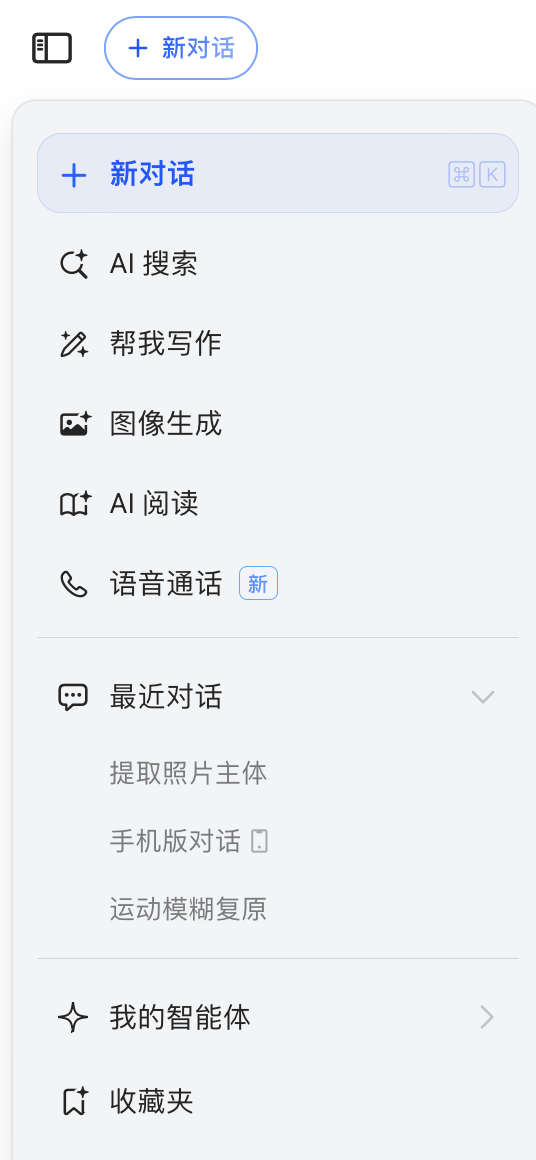 新对话
新对话 ⌘ K
AI 搜索
帮我写作
图像生成
AI 阅读
语音通话 新
最近对话
提取照片主体
手机版对话
运动模糊复原
我的智能体
收藏夹